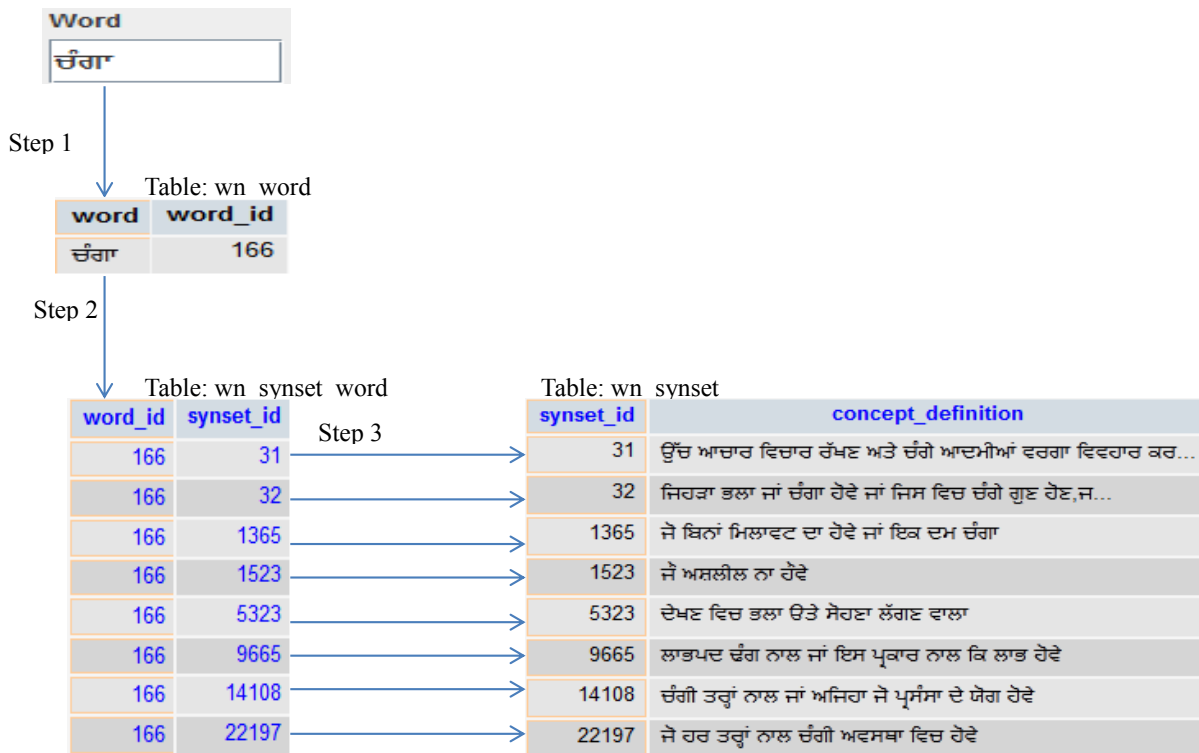 Word
ਚੰਗਾ
Step 1
Table: wn_word
word word_id
ਚੰਗਾ 166
Step 2
Table: wn_synset_word
word_id synset_id
166 31
166 32
166 1365
166 1523
166 5323
166 9665
166 14108
166 22197
Step 3
Table: wn_synset
synset_id concept_definition
31 ਉੱਚ ਆਚਾਰ ਵਿਚਾਰ ਰੱਖਣ ਅਤੇ ਚੰਗੇ ਆਦਮੀਆਂ ਵਰਗਾ ਵਿਵਹਾਰ ਕਰ...
32 ਜਿਹੜਾ ਭਲਾ ਜਾਂ ਚੰਗਾ ਹੋਵੇ ਜਾਂ ਜਿਸ ਵਿਚ ਚੰਗੇ ਗੁਣ ਹੋਣ,ਜ...
1365 ਜੋ ਬਿਨਾਂ ਮਿਲਾਵਟ ਦਾ ਹੋਵੇ ਜਾਂ ਇਕ ਦਮ ਚੰਗਾ
1523 ਜੌ ਅਸ਼ਲੀਲ ਨਾ ਹੌਵੇ
5323 ਦੇਖਣ ਵਿਚ ਭਲਾ ੳਤੇ ਸੋਹਣਾ ਲੱਗਣ ਵਾਲਾ
9665 ਲਾਭਪਦ ਢੰਗ ਨਾਲ ਜਾਂ ਇਸ ਪ੍ਰਕਾਰ ਨਾਲ ਕਿ ਲਾਭ ਹੋਵੇ
14108 ਚੰਗੀ ਤਰ੍ਹਾਂ ਨਾਲ ਜਾਂ ਅਜਿਹਾ ਜੋ ਪ੍ਰਸੰਸਾ ਦੇ ਯੋਗ ਹੋਵੇ
22197 ਜੋ ਹਰ ਤਰ੍ਹਾਂ ਨਾਲ ਚੰਗੀ ਅਵਸਥਾ ਵਿਚ ਹੋਵੇ